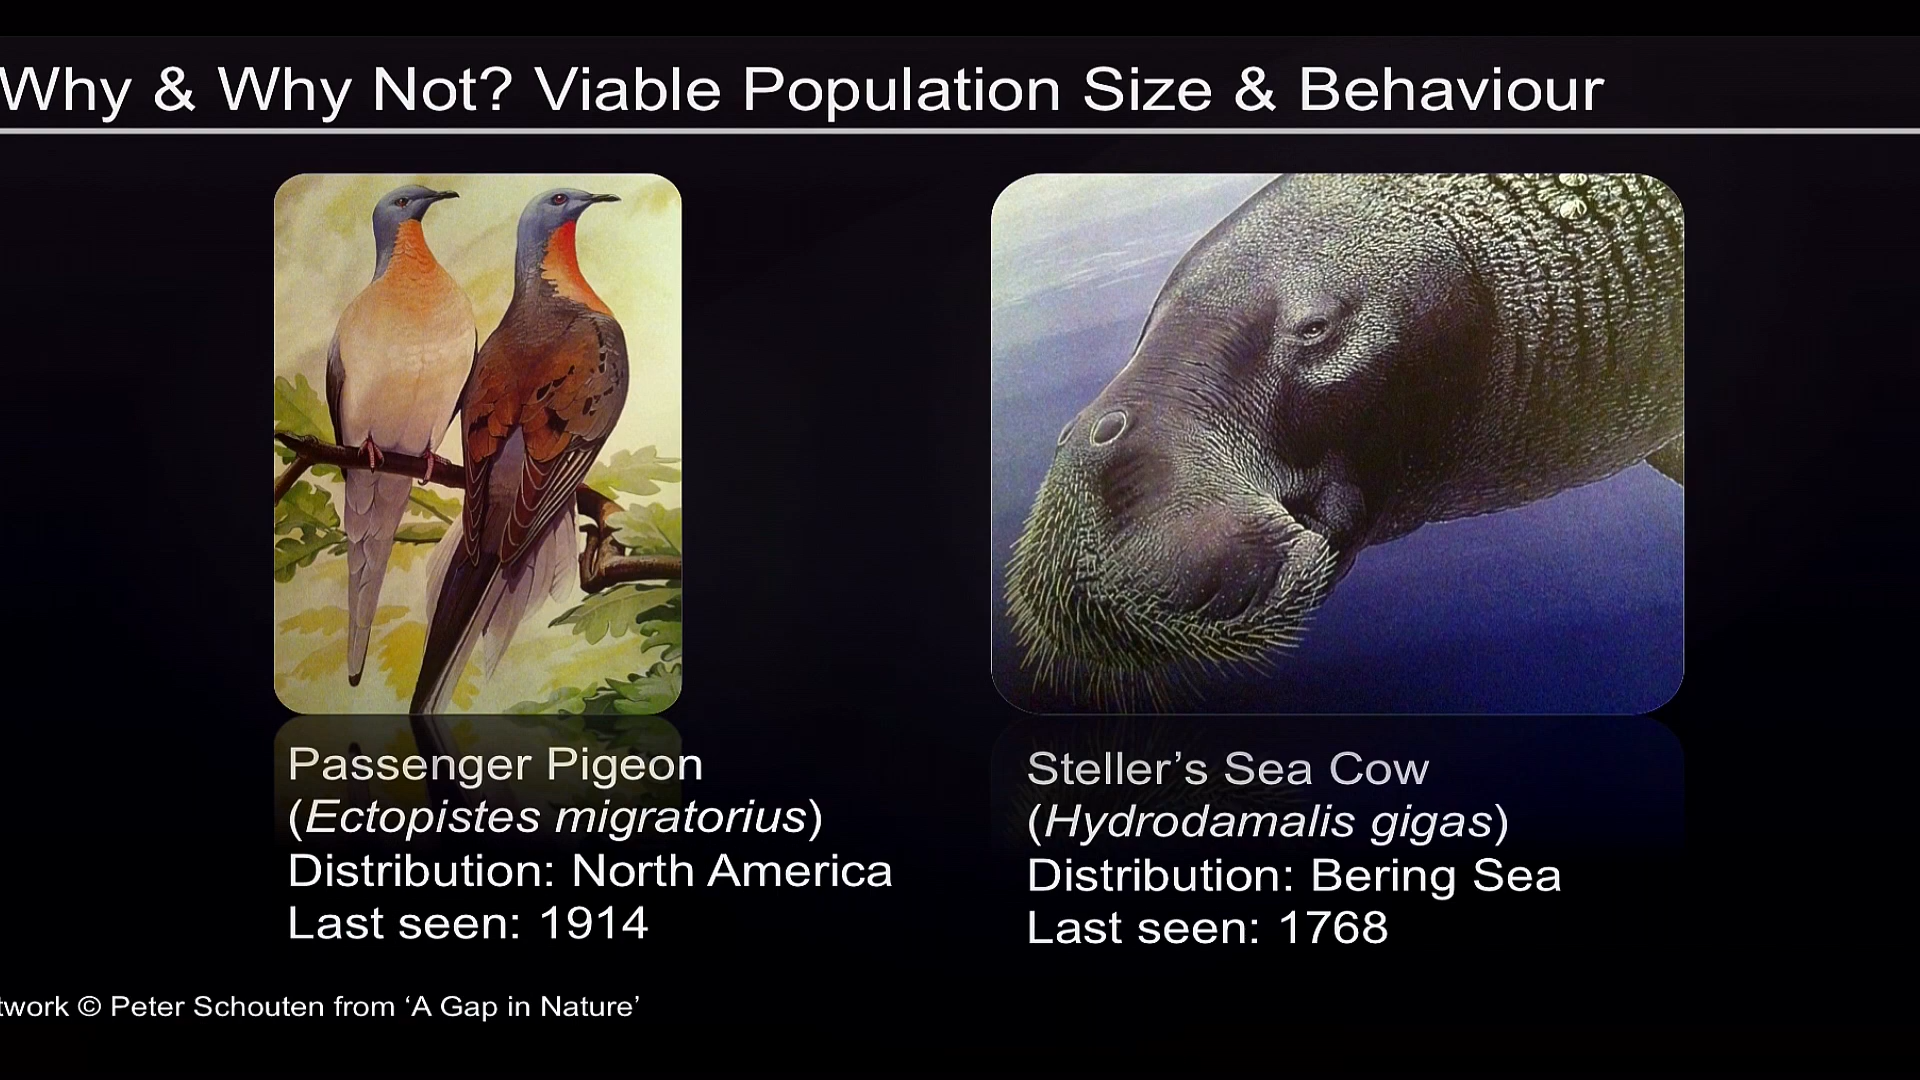 Why & Why Not? Viable Population Size & Behaviour
Passenger Pigeon
(Ectopistes migratorius)
Distribution: North America
Last seen: 1914
Steller’s Sea Cow
(Hydrodamalis gigas)
Distribution: Bering Sea
Last seen: 1768
twork © Peter Schouten from ‘A Gap in Nature’